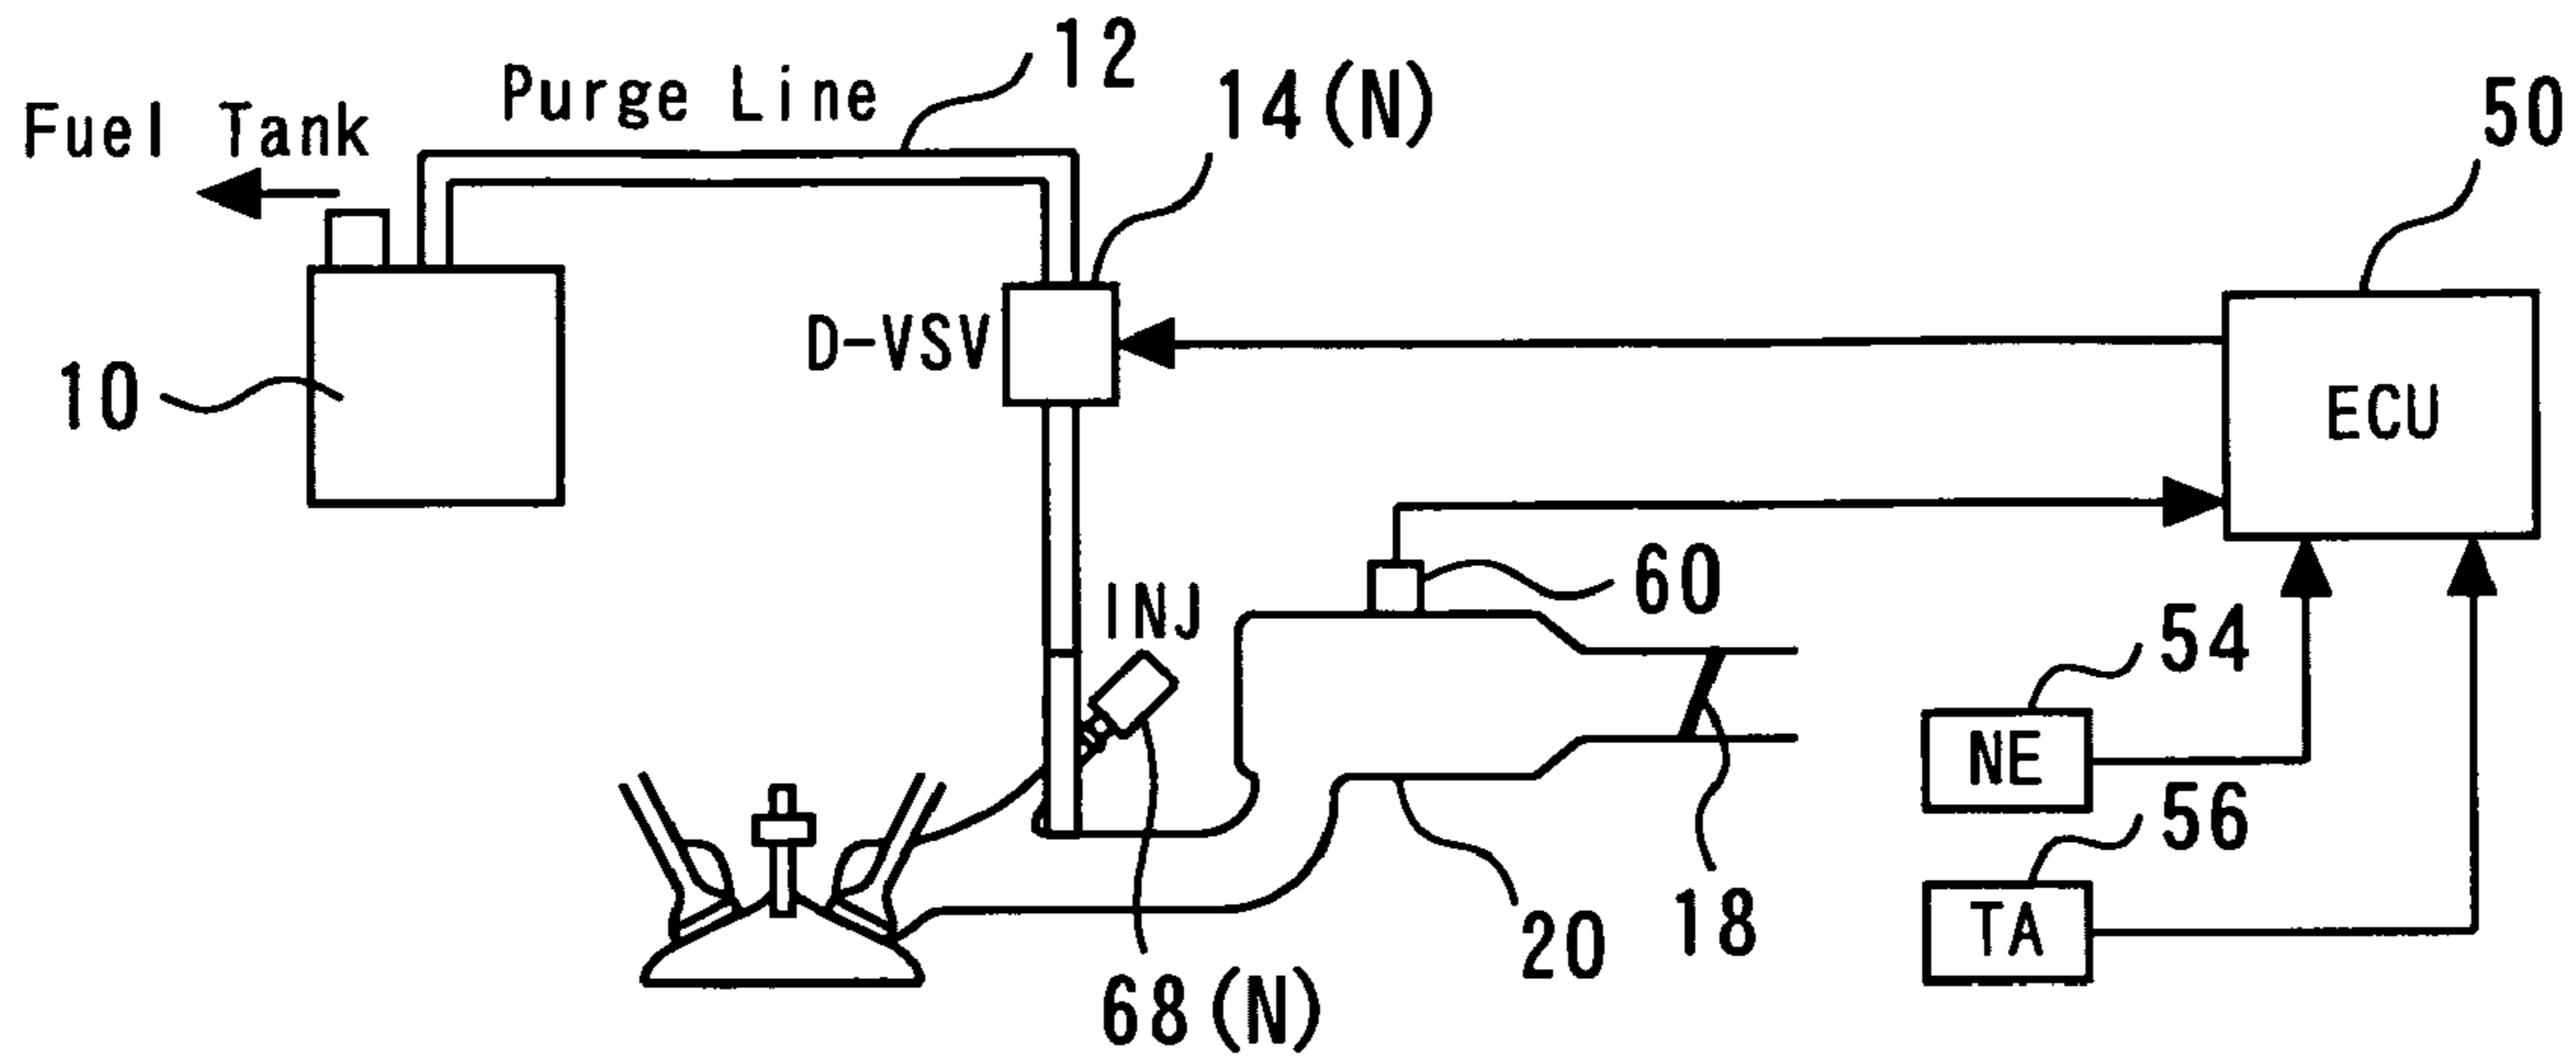 12
Purge Line
14(N)
Fuel Tank
50
D-VSV
10
ECU
60
INJ
54
NE
56
18
TA
20
68(N)